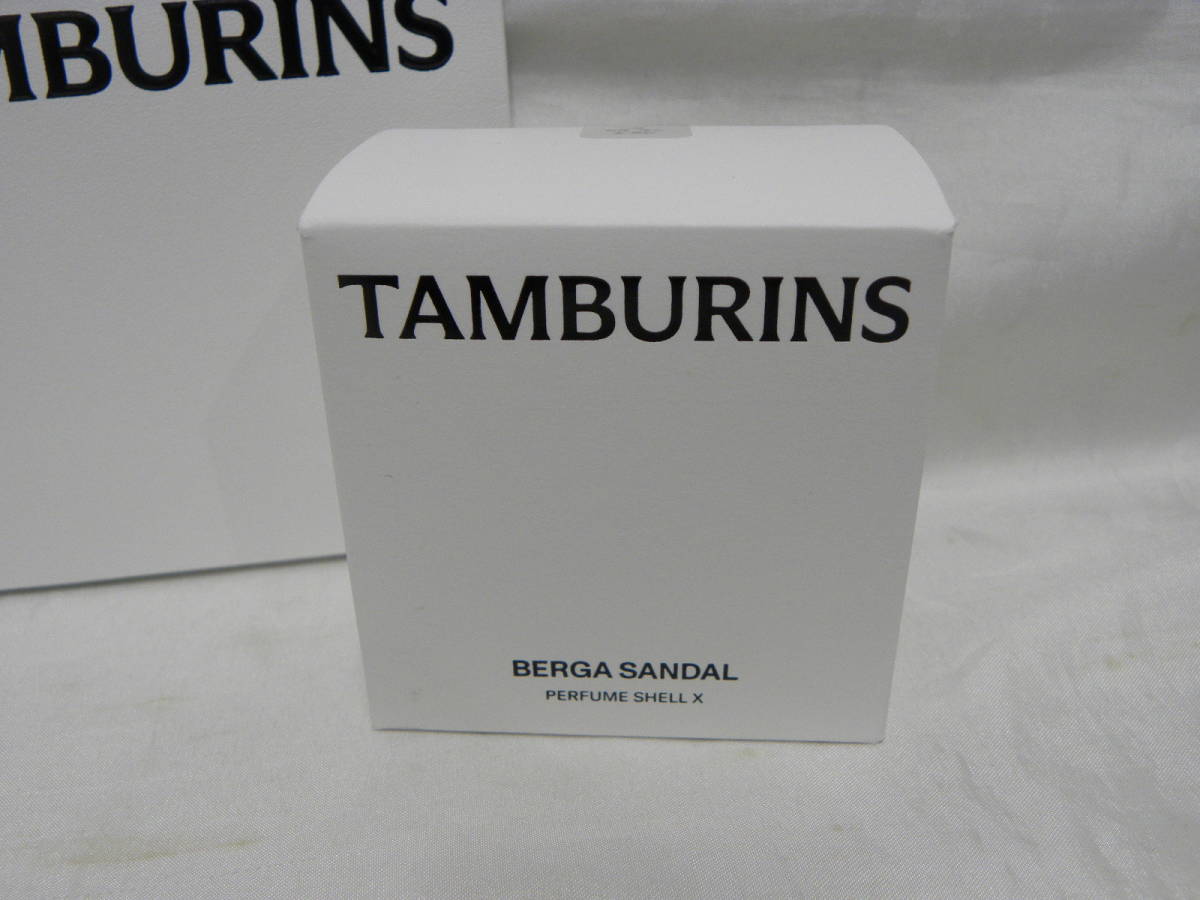 MBURINS
TAMBURINS
BERGA SANDAL
PERFUME SHELL X